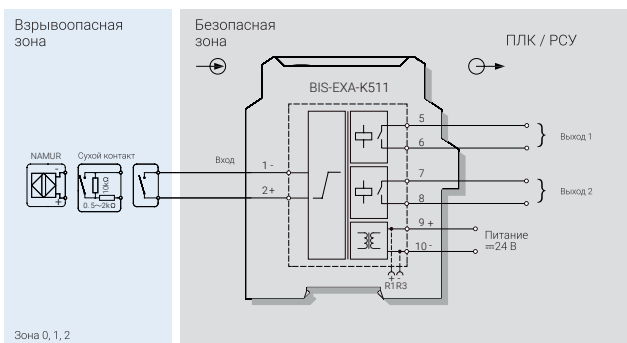 Взрывоопасная
зона
Безопасная
зона
ПЛК / РСУ
BIS-EXA-K511
NAMUR
Сухой контакт
Вход
1 -
2 +
10kΩ
0. 5~2kΩ
- 
+
5
6
Выход 1
7
8
Выход 2
9 +
10 -
Питание
24 В
+ -
R1 R3
Зона 0, 1, 2